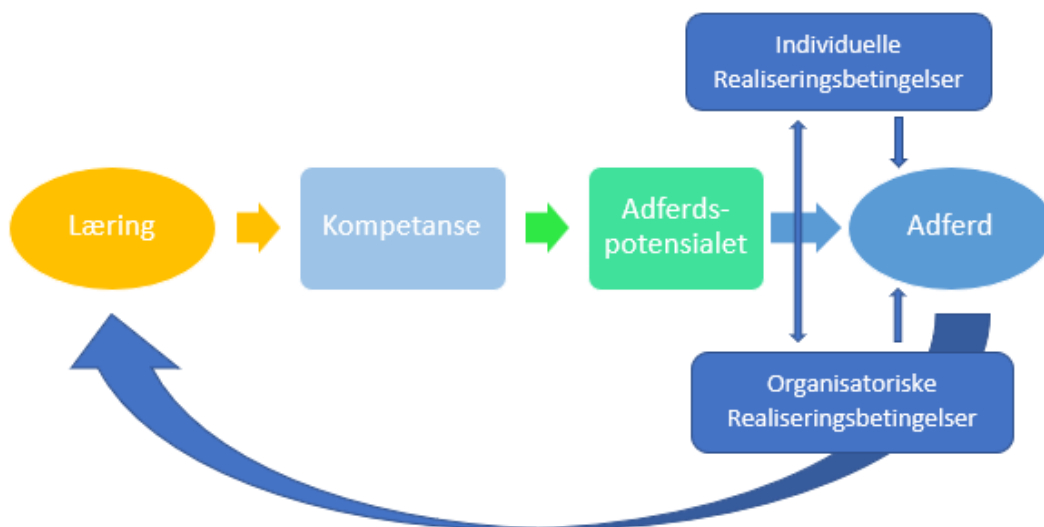 Individuelle
Realiseringsbetingelser
Læring
Kompetanse
Adferds-
potensialet
Adferd
Organisatoriske
Realiseringsbetingelser